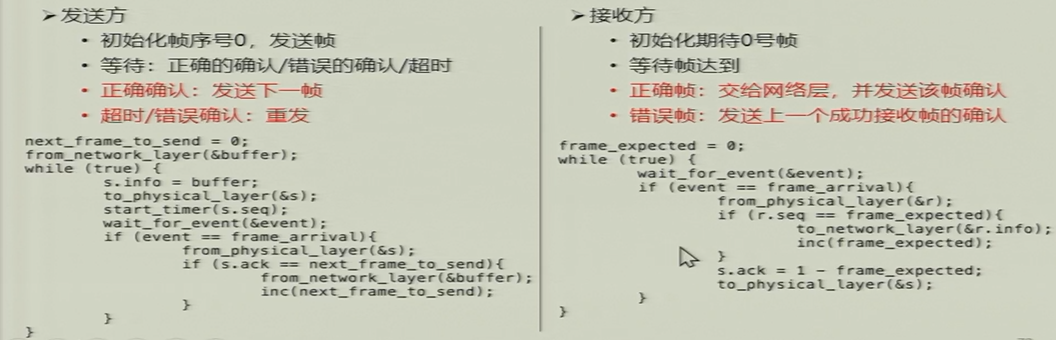 ➤ 发送方
• 初始化帧序号0，发送帧
• 等待：正确的确认/错误的确认/超时
• 正确确认：发送下一帧
• 超时/错误确认：重发
next_frame_to_send = 0;
from_network_layer(&buffer);
while (true) {
s.info = buffer;
to_physical_layer(&s);
start_timer(s.seq);
wait_for_event(&event);
if (event == frame_arrival){
from_physical_layer(&s);
if (s.ack == next_frame_to_send){
from_network_layer(&buffer);
inc(next_frame_to_send);
}
}
}
➤ 接收方
• 初始化期待0号帧
• 等待帧达到
• 正确帧：交给网络层，并发送该帧确认
• 错误帧：发送上一个成功接收帧的确认
frame_expected = 0;
while (true) {
wait_for_event(&event);
if (event == frame_arrival){
from_physical_layer(&r);
if (r.seq == frame_expected){
to_network_layer(&r.info);
inc(frame_expected);
}
s.ack = 1 - frame_expected;
to_physical_layer(&s);
}
}